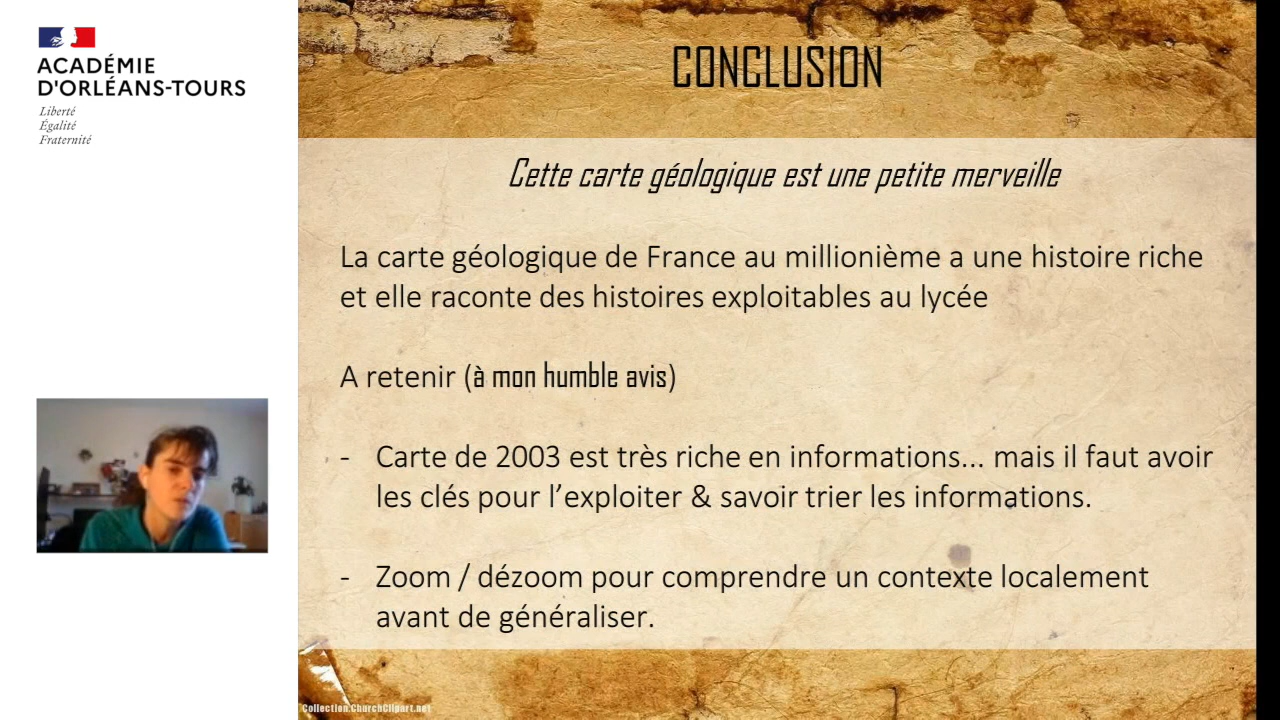 ACADÉMIE
D'ORLÉANS-TOURS
Liberté
Égalité
Fraternité
CONCLUSION
Cette carte géologique est une petite merveille
La carte géologique de France au millionième a une histoire riche
et elle raconte des histoires exploitables au lycée
A retenir (à mon humble avis)
- Carte de 2003 est très riche en informations... mais il faut avoir
les clés pour l'exploiter & savoir trier les informations.
- Zoom / dézoom pour comprendre un contexte localement
avant de généraliser.
Collection:ChurchClipart.net